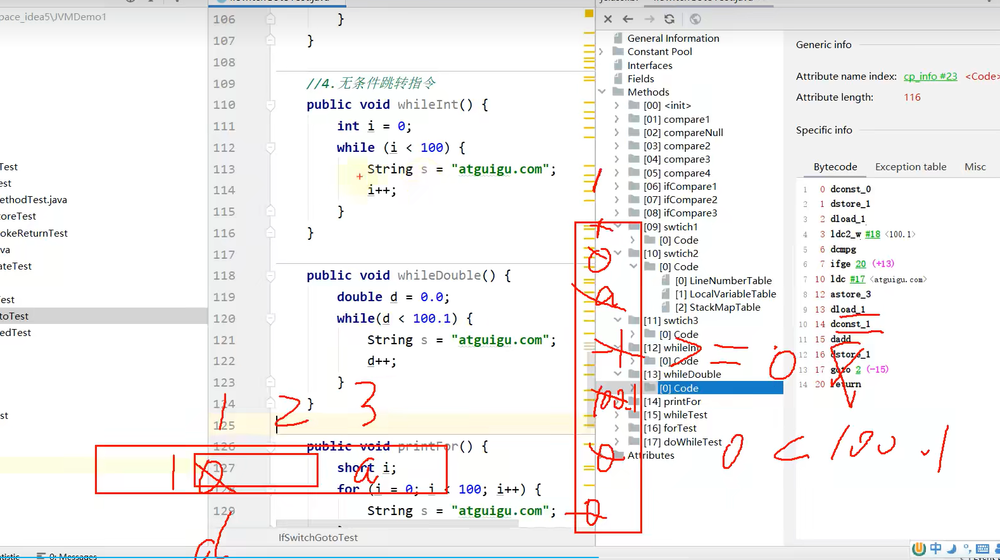 pace_idea5\JVMDemo1
Test
est
ethodTest.java
oreTest
okeReturnTest
va
ateTest
est
toTest
edTest
st
106 }
107 }
108
109 //4.无条件跳转指令
110 public void whileInt() {
111 int i = 0;
112 while (i < 100) {
113 String s = "atguigu.com";
114 i++;
115 }
116 }
117
118 public void whileDouble() {
119 double d = 0.0;
120 while(d < 100.1) {
121 String s = "atguigu.com";
122 d++;
123 }
124 }
125
126 public void printFor() {
127 short i;
128 for (i = 0; i < 100; i++) {
129 String s = "atguigu.com";
IfSwitchGotoTest
0: Messages
General Information
Constant Pool
Interfaces
Fields
Methods
[00] <init>
[01] compare1
[02] compareNull
[03] compare2
[04] compare3
[05] compare4
[06] ifCompare1
[07] ifCompare2
[08] ifCompare3
[09] swtich1
[0] Code
[10] swtich2
[0] Code
[0] LineNumberTable
[1] LocalVariableTable
[2] StackMapTable
[11] swtich3
[0] Code
[12] whileInt
[0] Code
[13] whileDouble
[0] Code
[14] printFor
[15] whileTest
[16] forTest
[17] doWhileTest
Attributes
Generic info
Attribute name index: cp_info #23 <Code>
Attribute length: 116
Specific info
Bytecode Exception table Misc
1 0 dconst_0
2 1 dstore_1
3 2 dload_1
4 3 ldc2_w #18 <100.1>
5 6 dcmpg
6 7 ifge 20 (+13)
7 10 ldc #17 <atguigu.com>
8 12 astore_3
9 13 dload_1
10 14 dconst_1
11 15 dadd
12 16 dstore_1
13 17 goto 2 (-15)
14 20 return
1 2 3
1 0 a
d
1
0
a
-1
100.1
0
0
>= 0
0 < 100.1
中